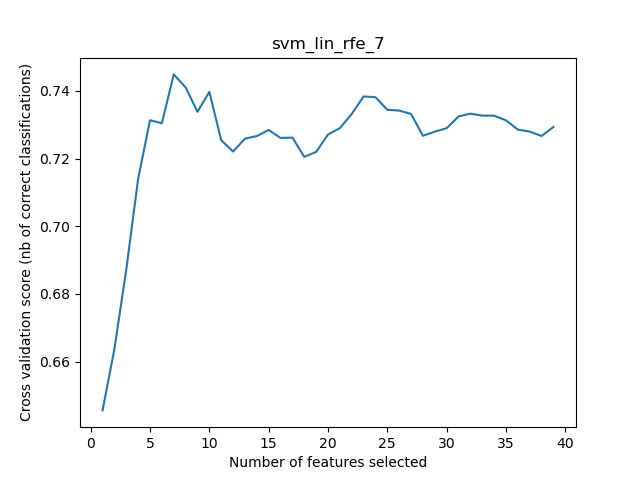 svm_lin_rfe_7
Cross validation score (nb of correct classifications)
0.74
0.72
0.70
0.68
0.66
0 5 10 15 20 25 30 35 40
Number of features selected